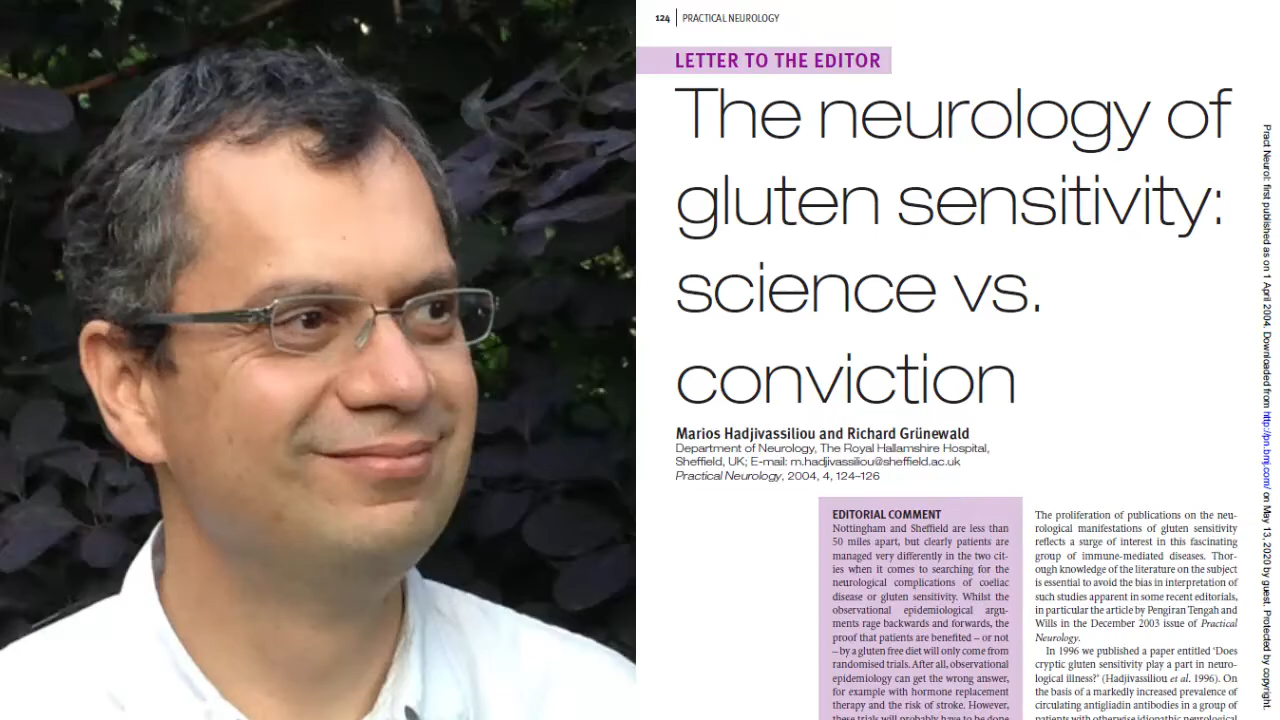 124 | PRACTICAL NEUROLOGY
LETTER TO THE EDITOR
The neurology of
gluten sensitivity:
science vs.
conviction
Marios Hadjivassiliou and Richard Grünewald
Department of Neurology, The Royal Hallamshire Hospital,
Sheffield, UK; E-mail: m.hadjivassiliou@sheffield.ac.uk
Practical Neurology, 2004, 4, 124–126
EDITORIAL COMMENT
Nottingham and Sheffield are less than
50 miles apart, but clearly patients are
managed very differently in the two cit-
ies when it comes to searching for the
neurological complications of coeliac
disease or gluten sensitivity. Whilst the
observational epidemiological argu-
ments rage backwards and forwards, the
proof that patients are benefited – or not
– by a gluten free diet will only come from
randomised trials. After all, observational
epidemiology can get the wrong answer,
for example with hormone replacement
therapy and the risk of stroke. However,
these trials will probably have to be done
The proliferation of publications on the neu-
rological manifestations of gluten sensitivity
reflects a surge of interest in this fascinating
group of immune-mediated diseases. Thor-
ough knowledge of the literature on the subject
is essential to avoid the bias in interpretation of
such studies apparent in some recent editorials,
in particular the article by Pengiran Tengah and
Wills in the December 2003 issue of Practical
Neurology.
In 1996 we published a paper entitled ‘Does
cryptic gluten sensitivity play a part in neuro-
logical illness?’ (Hadjivassiliou et al. 1996). On
the basis of a markedly increased prevalence of
circulating antigliadin antibodies in a group of
patients with otherwise idiopathic neurological
Pract Neurol: first published as on 1 April 2004. Downloaded from http://pn.bmj.com/ on May 13, 2020 by guest. Protected by copyright.